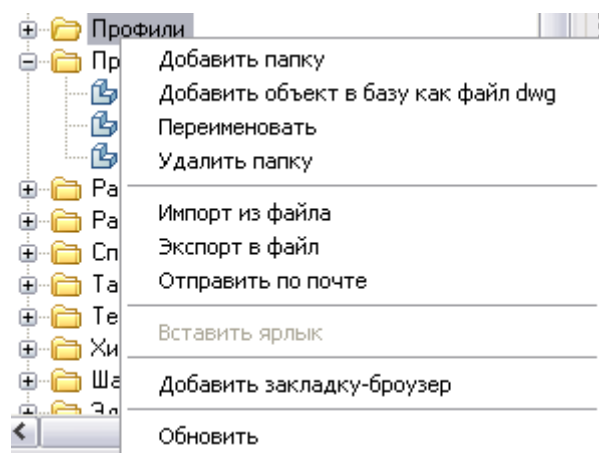 Профили
Пр
Добавить папку
Добавить объект в базу как файл dwg
Переименовать
Удалить папку
Ра
Импорт из файла
Ра
Сп
Экспорт в файл
Та
Отправить по почте
Те
Вставить ярлык
Хи
Ша
Добавить закладку-броузер
Обновить